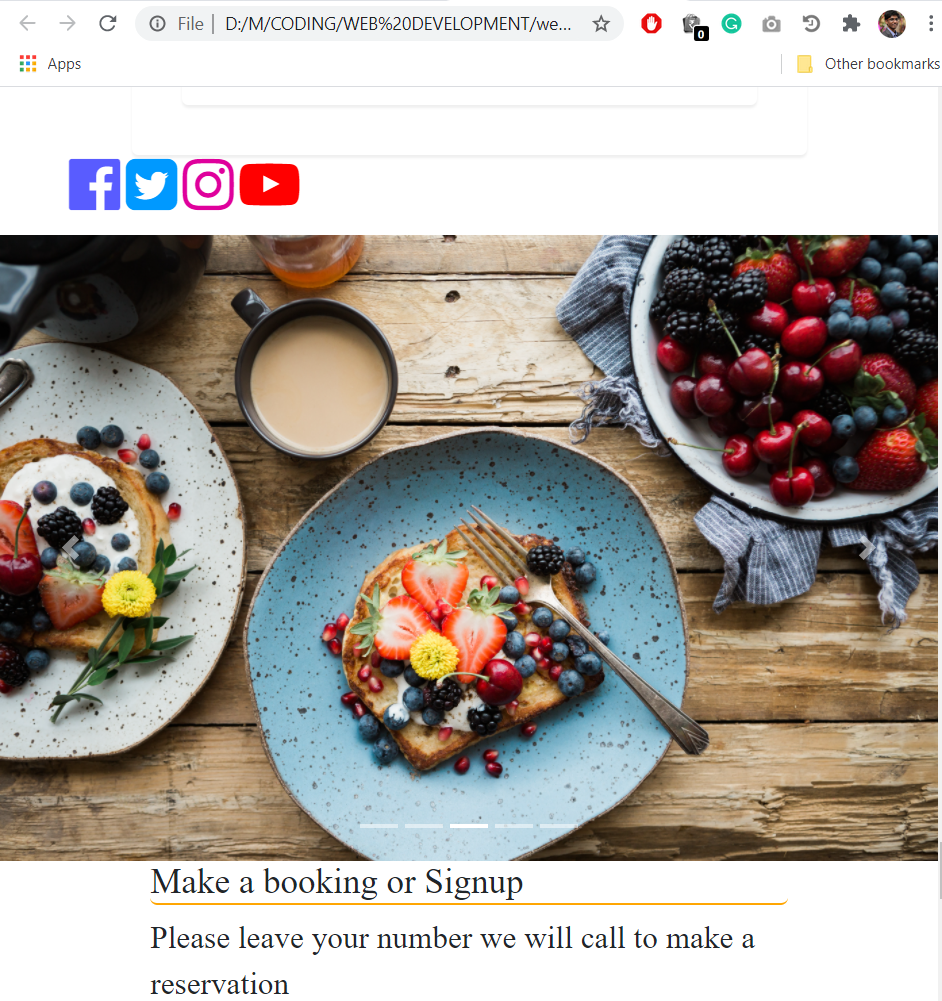 File
D:/M/CODING/WEB%20DEVELOPMENT/we...
0
Apps
Other bookmarks
Make a booking or Signup
Please leave your number we will call to make a
reservation